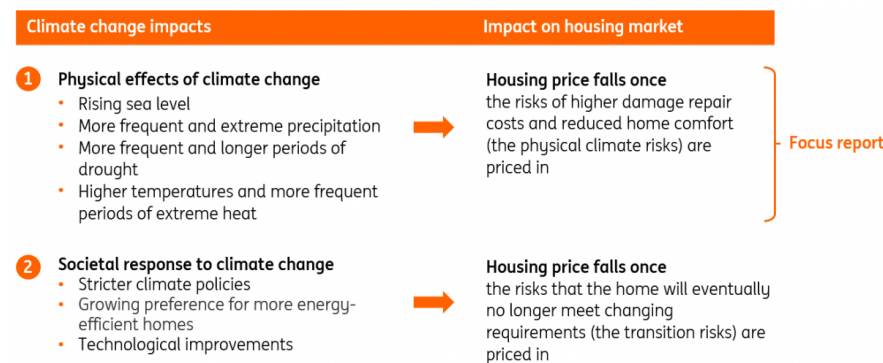 Climate change impacts
Impact on housing market
1
Physical effects of climate change
• Rising sea level
• More frequent and extreme precipitation
• More frequent and longer periods of
drought
• Higher temperatures and more frequent
periods of extreme heat
Housing price falls once
the risks of higher damage repair
costs and reduced home comfort
(the physical climate risks) are
priced in
Focus report
2
Societal response to climate change
• Stricter climate policies
• Growing preference for more energy-
efficient homes
• Technological improvements
Housing price falls once
the risks that the home will eventually
no longer meet changing
requirements (the transition risks) are
priced in